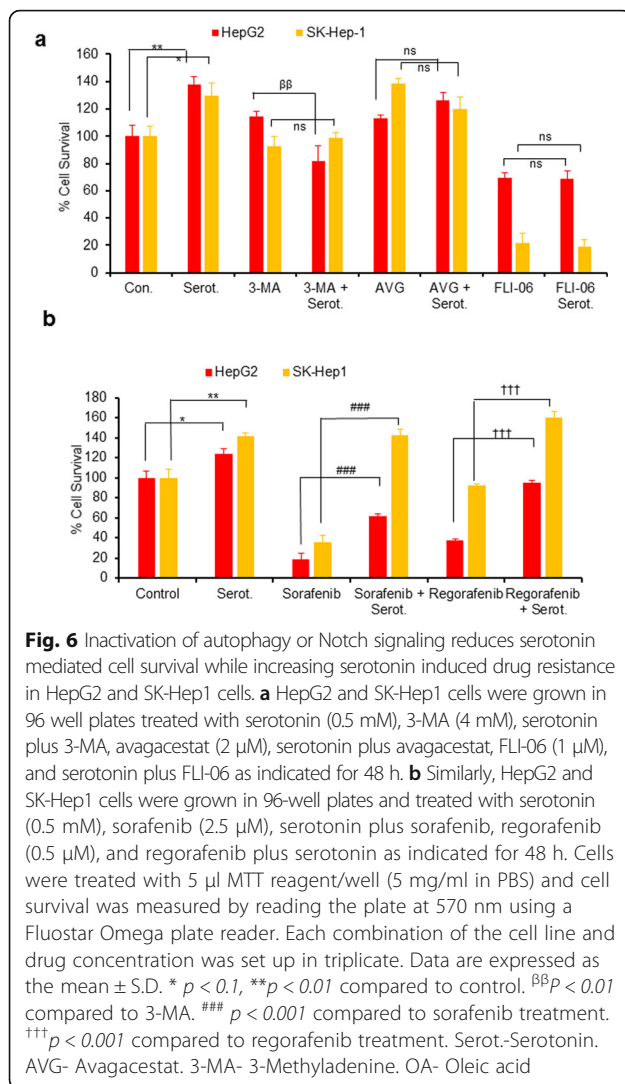 a
HepG2 SK-Hep-1
160
140
120
100
80
60
40
20
0
% Cell Survival
**
*
ββ
ns
ns
ns
ns
ns
Con. Serot. 3-MA 3-MA + Serot. AVG AVG + Serot. FLI-06 FLI-06 Serot.
b
HepG2 SK-Hep1
180
160
140
120
100
80
60
40
20
0
% Cell Survival
**
*
###
###
†††
†††
Control Serot. Sorafenib Sorafenib + Serot. Regorafenib Regorafenib + Serot.
Fig. 6 Inactivation of autophagy or Notch signaling reduces serotonin
mediated cell survival while increasing serotonin induced drug resistance
in HepG2 and SK-Hep1 cells. a HepG2 and SK-Hep1 cells were grown in
96 well plates treated with serotonin (0.5 mM), 3-MA (4 mM), serotonin
plus 3-MA, avagacestat (2 μM), serotonin plus avagacestat, FLI-06 (1 μM),
and serotonin plus FLI-06 as indicated for 48 h. b Similarly, HepG2 and
SK-Hep1 cells were grown in 96-well plates and treated with serotonin
(0.5 mM), sorafenib (2.5 μM), serotonin plus sorafenib, regorafenib
(0.5 μM), and regorafenib plus serotonin as indicated for 48 h. Cells
were treated with 5 μl MTT reagent/well (5 mg/ml in PBS) and cell
survival was measured by reading the plate at 570 nm using a
Fluostar Omega plate reader. Each combination of the cell line and
drug concentration was set up in triplicate. Data are expressed as
the mean ± S.D. * p < 0.1, **p < 0.01 compared to control. ββP < 0.01
compared to 3-MA. ### p < 0.001 compared to sorafenib treatment.
†††p < 0.001 compared to regorafenib treatment. Serot.-Serotonin.
AVG- Avagacestat. 3-MA- 3-Methyladenine. OA- Oleic acid